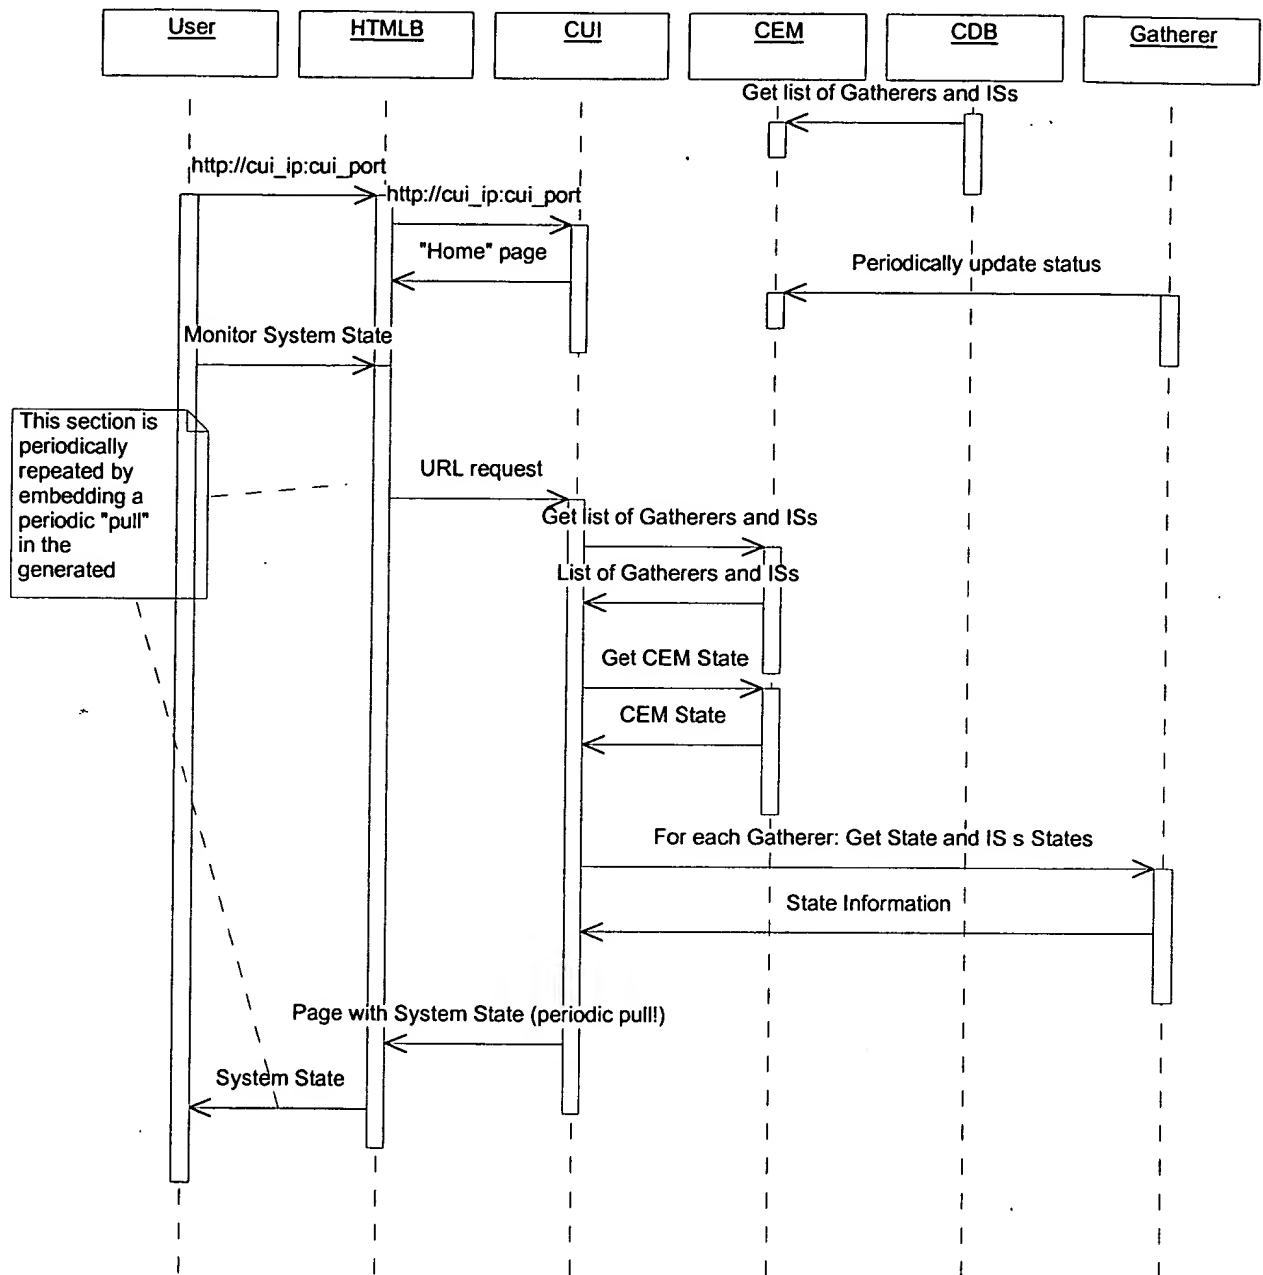 User
HTMLB
CUI
CEM
CDB
Gatherer
Get list of Gatherers and ISs
http://cui_ip:cui_port
http://cui_ip:cui_port
"Home" page
Periodically update status
Monitor System State
This section is
periodically
repeated by
embedding a
periodic "pull"
in the
generated
URL request
Get list of Gatherers and ISs
List of Gatherers and ISs
Get CEM State
CEM State
For each Gatherer: Get State and IS s States
State Information
Page with System State (periodic pull!)
System State